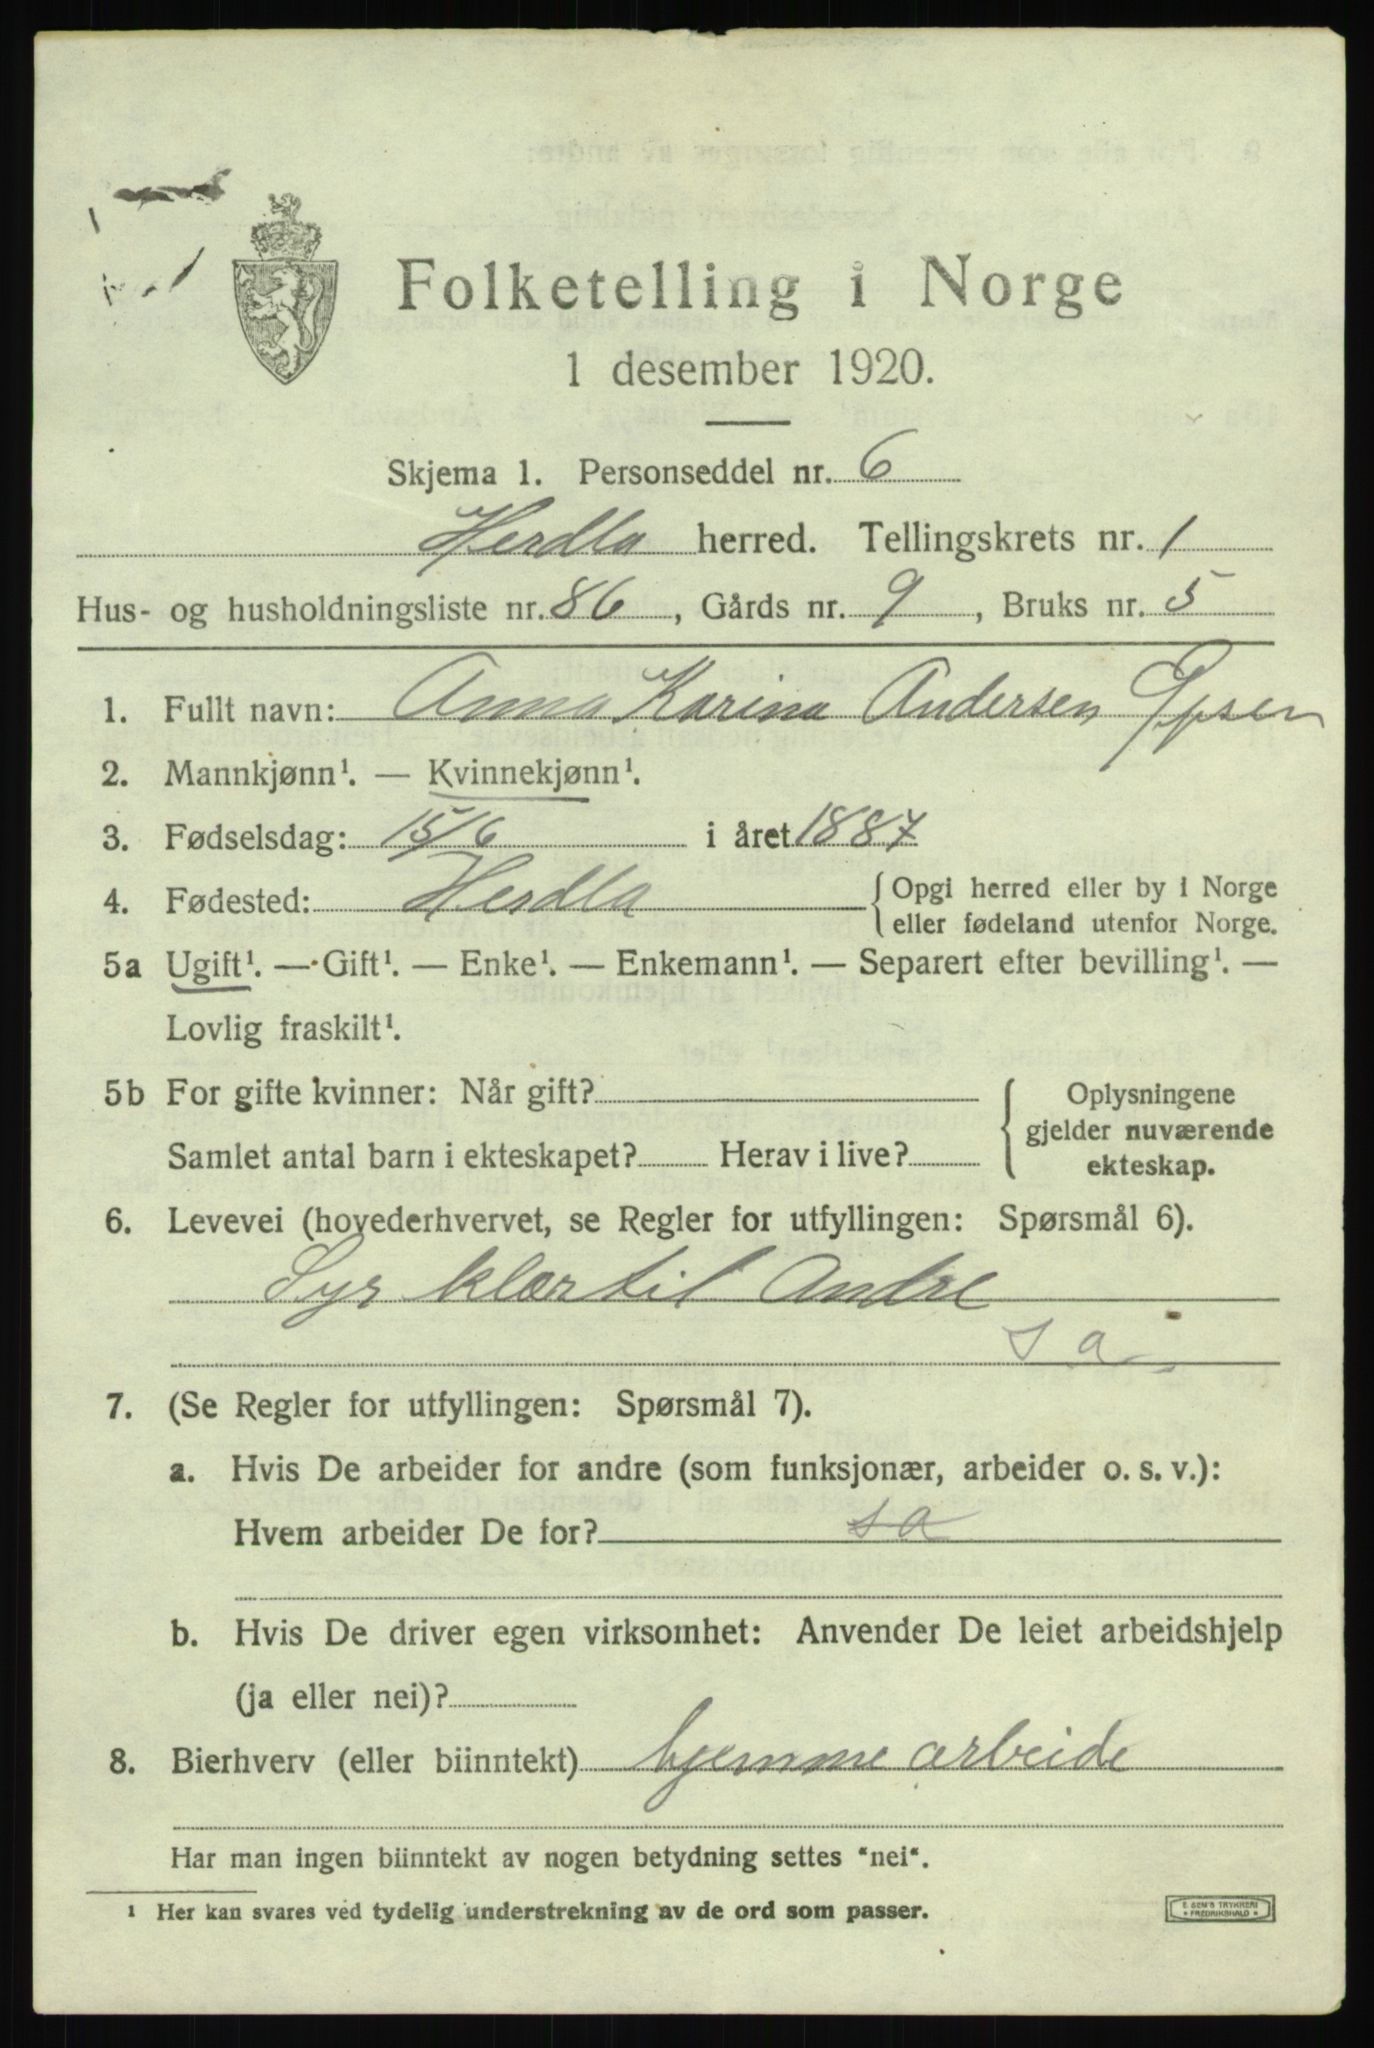 Folketelling i Norge
1 desember 1920.
Skjema 1. Personseddel nr. 6
Herdla herred. Tellingskrets nr. 1
Hus- og husholdningsliste nr. 86, Gårds nr. 9, Bruks nr. 5
1. Fullt navn: Anna Karina Andersen Epsen
2. Mannkjønn¹. — Kvinnekjønn¹.
3. Fødselsdag: 15/6 i året 1887
4. Fødested: Herdla {Opgi herred eller by i Norge
eller fødeland utenfor Norge.
5a Ugift¹. — Gift¹. — Enke¹. — Enkemann¹. — Separert efter bevilling¹. —
Lovlig fraskilt¹.
5b For gifte kvinner: Når gift? { Oplysningene
gjelder nuværende
Samlet antal barn i ekteskapet? Herav i live?
ekteskap.
6. Levevei (hovederhvervet, se Regler for utfyllingen: Spørsmål 6).
Syr klær til Andre
s a
7. (Se Regler for utfyllingen: Spørsmål 7).
a. Hvis De arbeider for andre (som funksjonær, arbeider o. s. v.):
Hvem arbeider De for? sa
b. Hvis De driver egen virksomhet: Anvender De leiet arbeidshjelp
(ja eller nei)?
8. Bierhverv (eller biinntekt) hjemme arbeide
Har man ingen biinntekt av nogen betydning settes "nei".
¹ Her kan svares ved tydelig understrekning av de ord som passer.
E. SEM'S TRYKKERI
* FREDRIKSHALD *